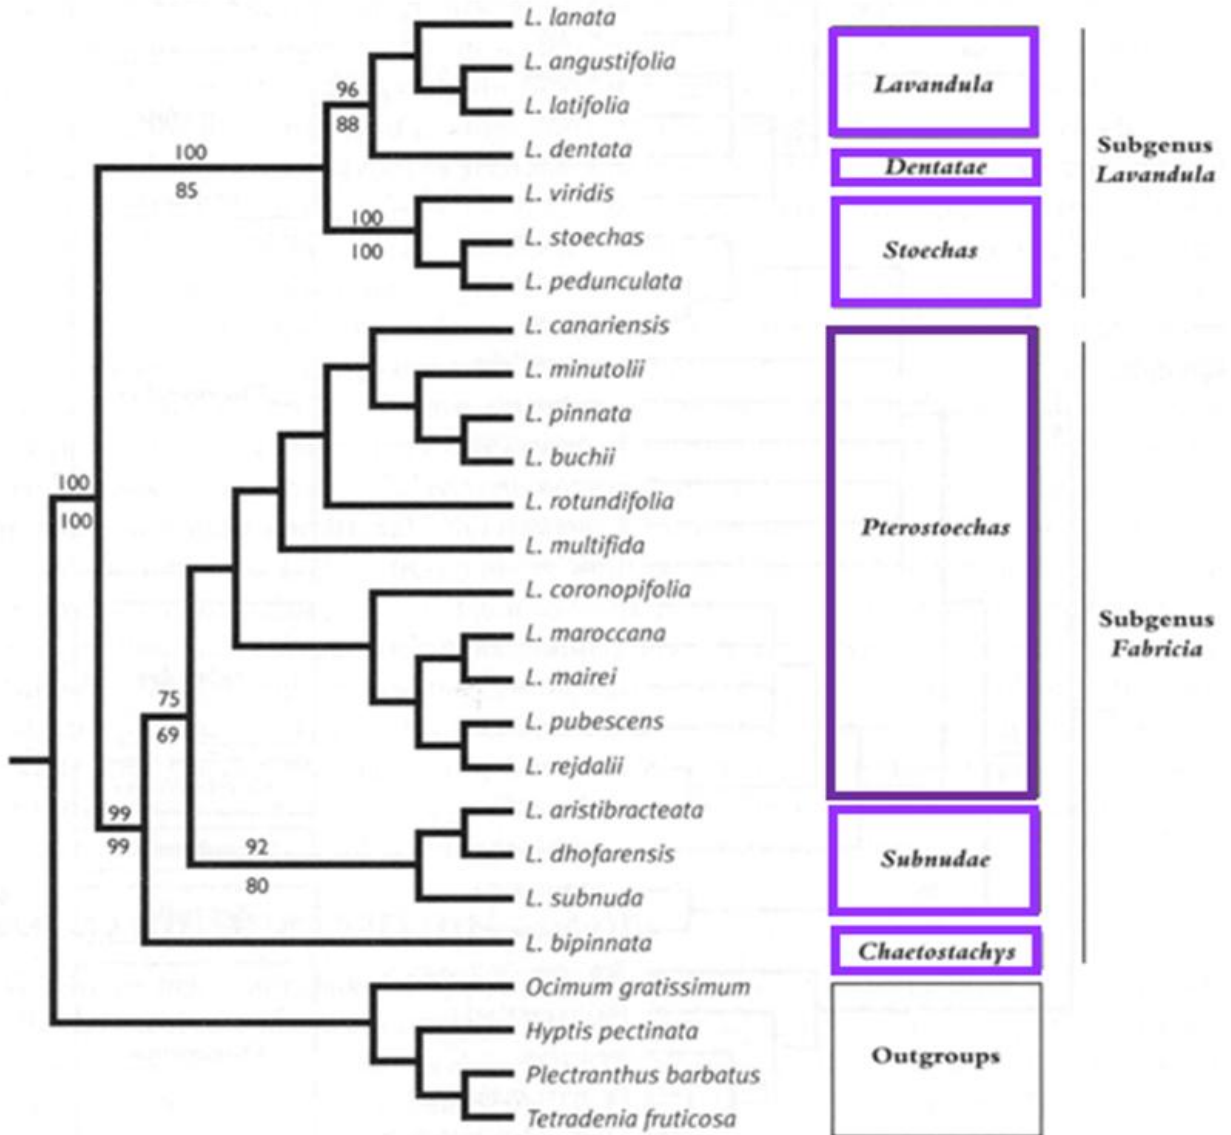 L. lanata
L. angustifolia
L. latifolia
L. dentata
L. viridis
L. stoechas
L. pedunculata
L. canariensis
L. minutolii
L. pinnata
L. buchii
L. rotundifolia
L. multifida
L. coronopifolia
L. maroccana
L. mairei
L. pubescens
L. rejdalii
L. aristibracteata
L. dhofarensis
L. subnuda
L. bipinnata
Ocimum gratissimum
Hyptis pectinata
Plectranthus barbatus
Tetradenia fruticosa
96
88
100
85
100
100
100
100
75
69
99
99
92
80
Lavandula
Dentatae
Stoechas
Pterostoechas
Subnudae
Chaetostachys
Outgroups
Subgenus
Lavandula
Subgenus
Fabricia